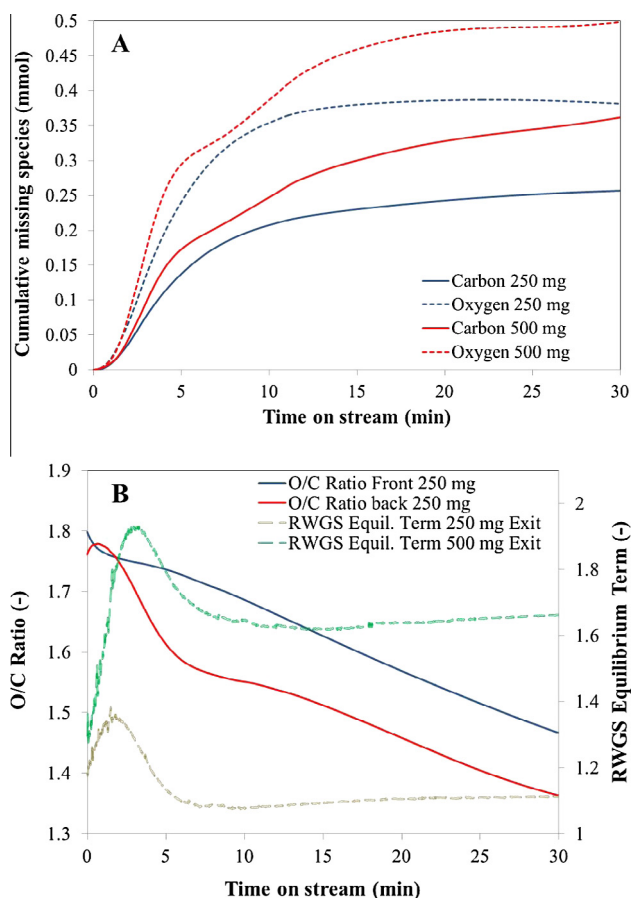 A
0.5
0.45
0.4
0.35
0.3
0.25
0.2
0.15
0.1
0.05
0
Cumulative missing species (mmol)
Carbon 250 mg
Oxygen 250 mg
Carbon 500 mg
Oxygen 500 mg
0 5 10 15 20 25 30
Time on stream (min)
B
1.9
1.8
1.7
1.6
1.5
1.4
1.3
O/C Ratio (-)
O/C Ratio Front 250 mg
O/C Ratio back 250 mg
RWGS Equil. Term 250 mg Exit
RWGS Equil. Term 500 mg Exit
2
1.8
1.6
1.4
1.2
1
RWGS Equilibrium Term (-)
0 5 10 15 20 25 30
Time on stream (min)